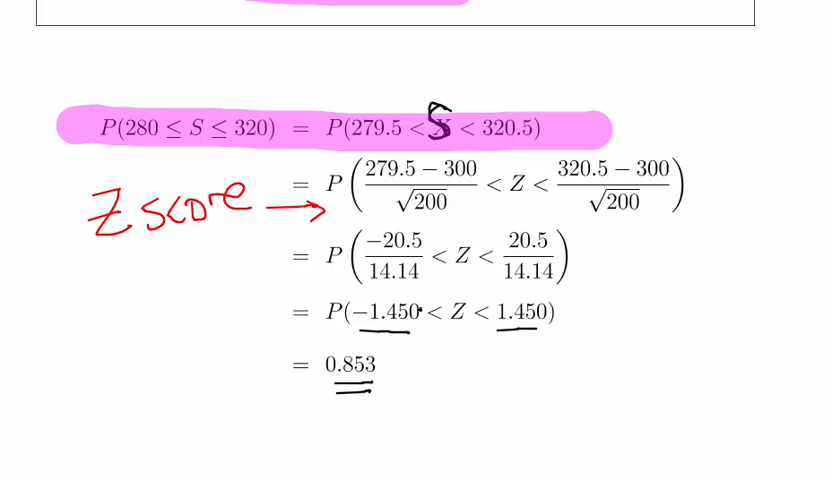 P(280 ≤ S ≤ 320) = P(279.5 < S < 320.5)
= P((279.5 − 300)/√200 < Z < (320.5 − 300)/√200)
Z score →
= P(−20.5/14.14 < Z < 20.5/14.14)
= P(−1.450 < Z < 1.450)
= 0.853